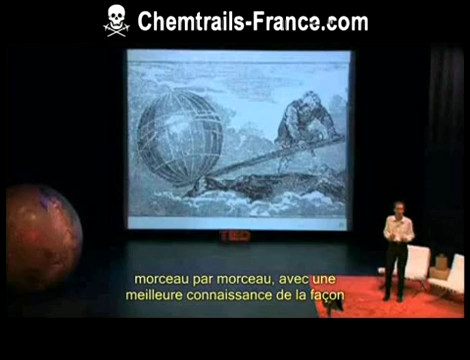 Chemtrails-France.com
TED
morceau par morceau, avec une
meilleure connaissance de la façon